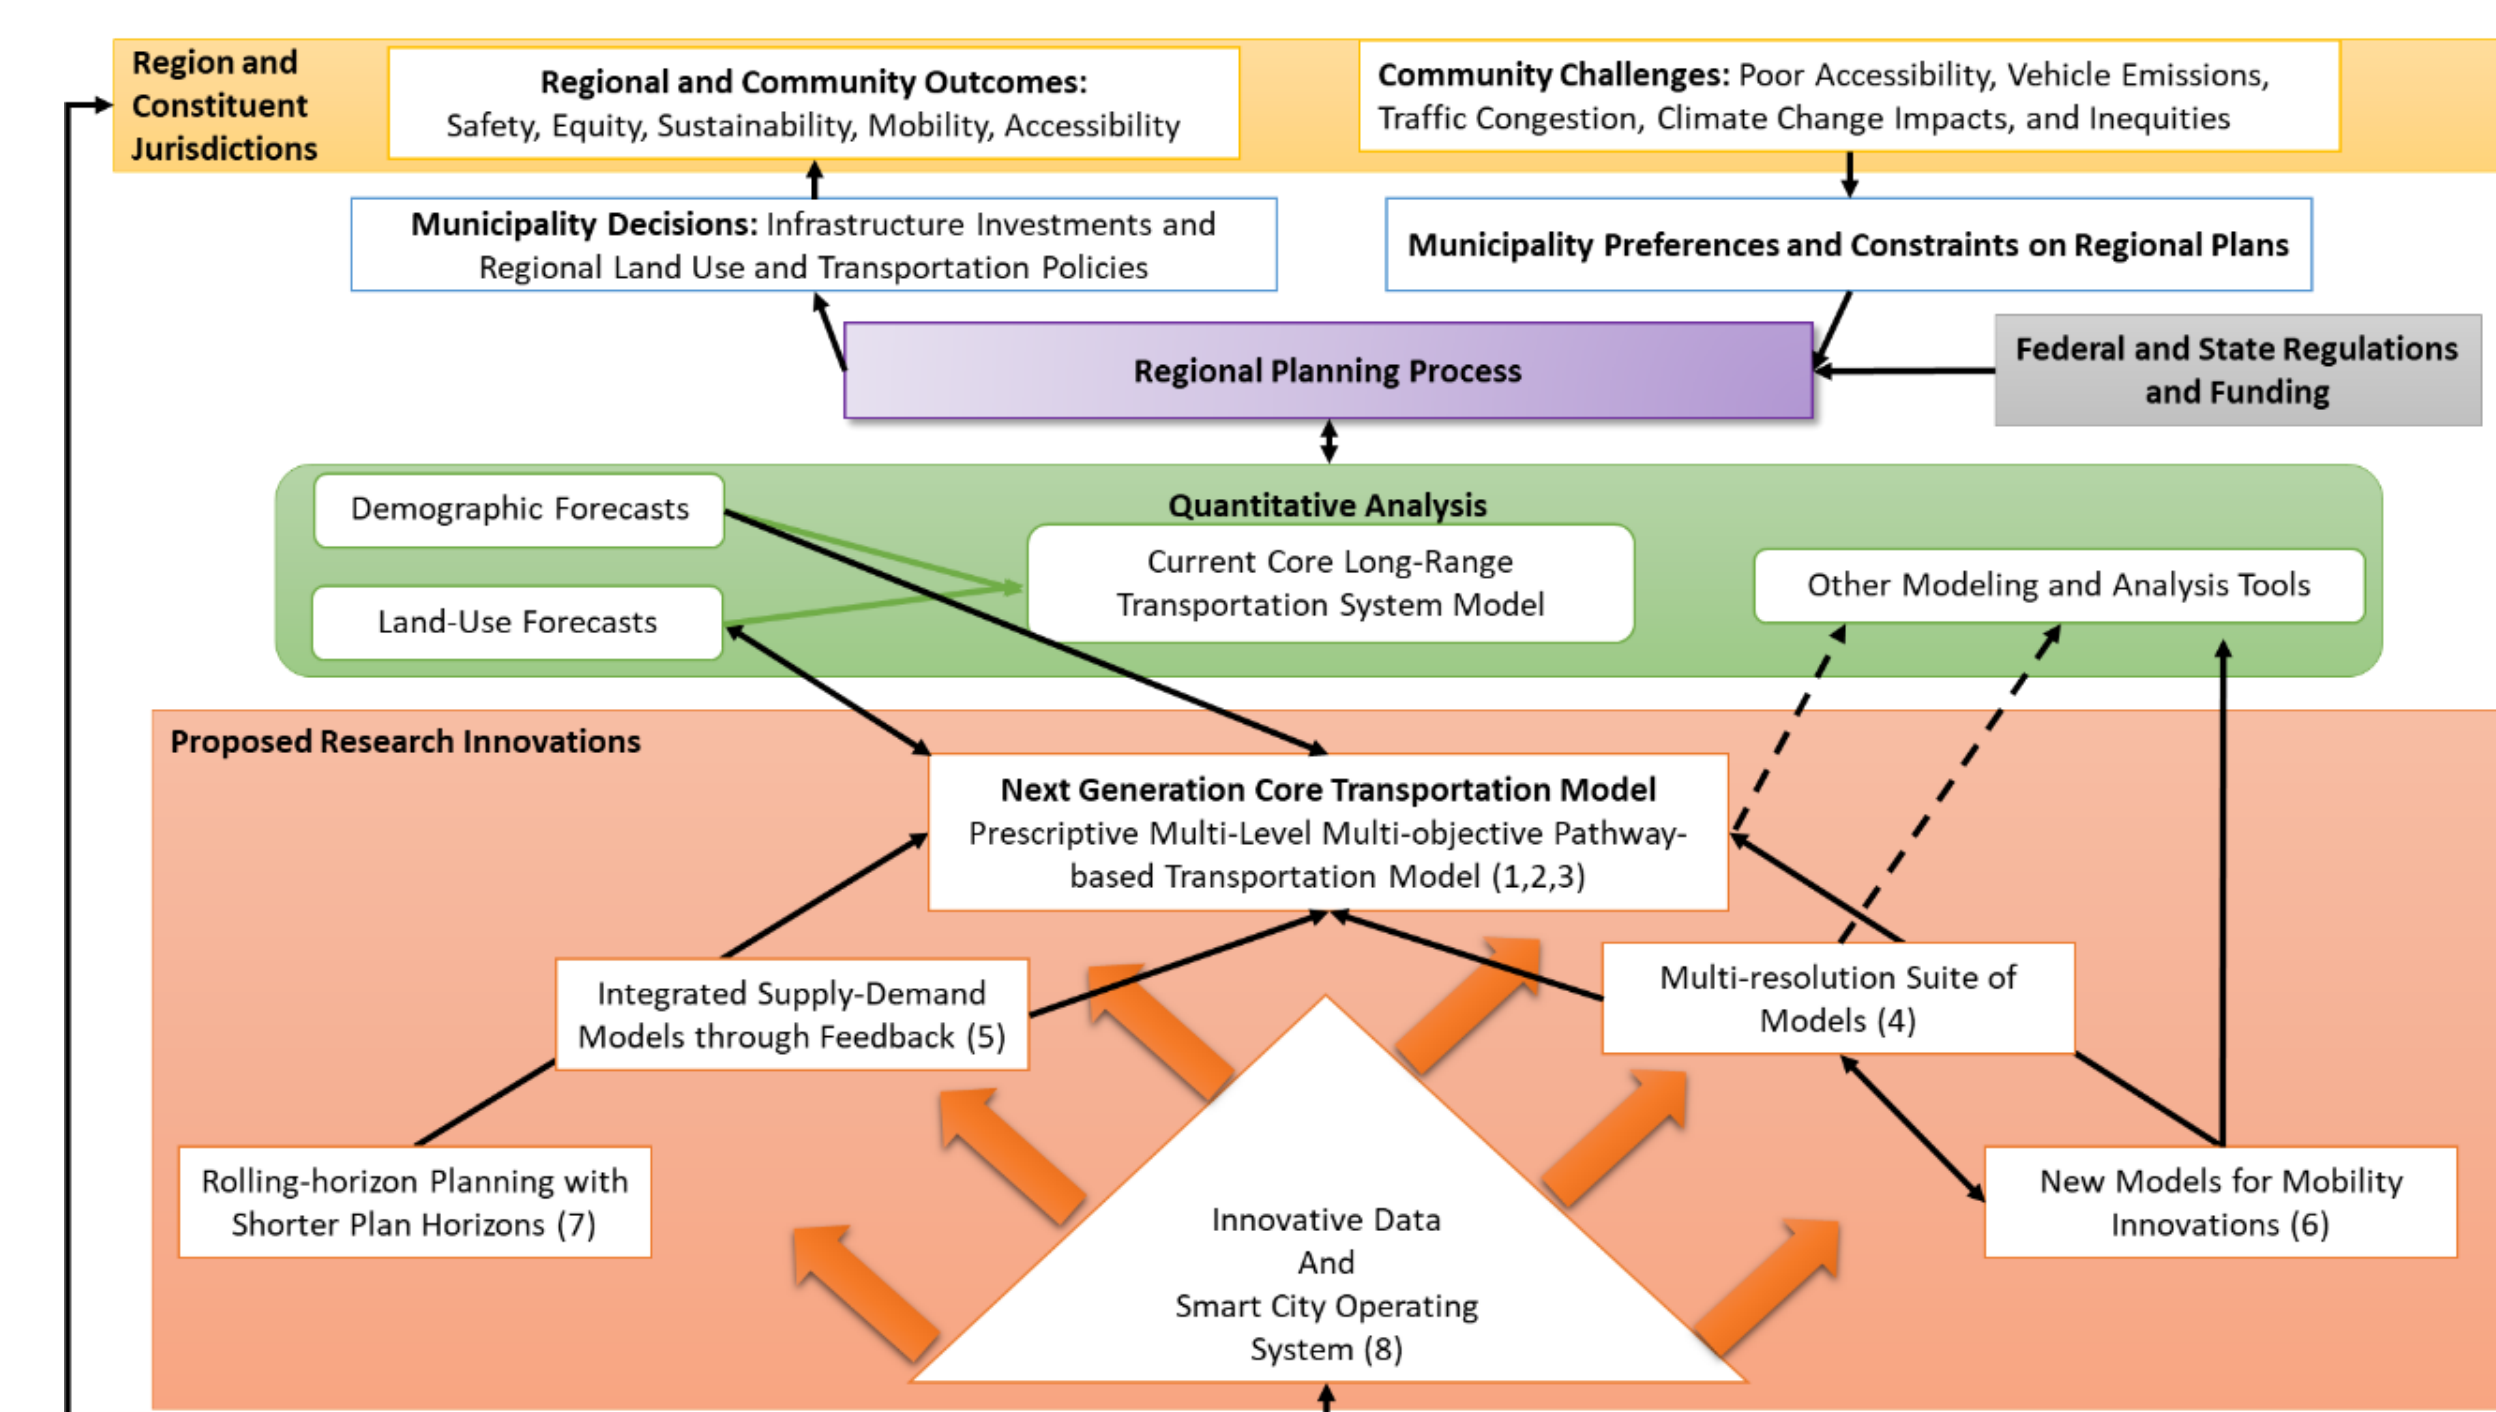 Region and
Constituent
Jurisdictions
Regional and Community Outcomes:
Safety, Equity, Sustainability, Mobility, Accessibility
Community Challenges: Poor Accessibility, Vehicle Emissions,
Traffic Congestion, Climate Change Impacts, and Inequities
Municipality Decisions: Infrastructure Investments and
Regional Land Use and Transportation Policies
Municipality Preferences and Constraints on Regional Plans
Regional Planning Process
Federal and State Regulations
and Funding
Quantitative Analysis
Demographic Forecasts
Land-Use Forecasts
Current Core Long-Range
Transportation System Model
Other Modeling and Analysis Tools
Proposed Research Innovations
Next Generation Core Transportation Model
Prescriptive Multi-Level Multi-objective Pathway-
based Transportation Model (1,2,3)
Integrated Supply-Demand
Models through Feedback (5)
Multi-resolution Suite of
Models (4)
Rolling-horizon Planning with
Shorter Plan Horizons (7)
Innovative Data
And
Smart City Operating
System (8)
New Models for Mobility
Innovations (6)